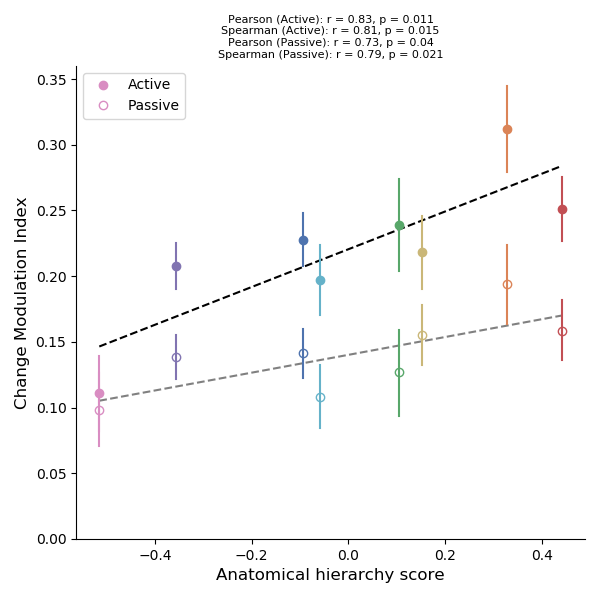 Pearson (Active): r = 0.83, p = 0.011
Spearman (Active): r = 0.81, p = 0.015
Pearson (Passive): r = 0.73, p = 0.04
Spearman (Passive): r = 0.79, p = 0.021
Active
Passive
Change Modulation Index
0.35
0.30
0.25
0.20
0.15
0.10
0.05
0.00
−0.4
−0.2
0.0
0.2
0.4
Anatomical hierarchy score